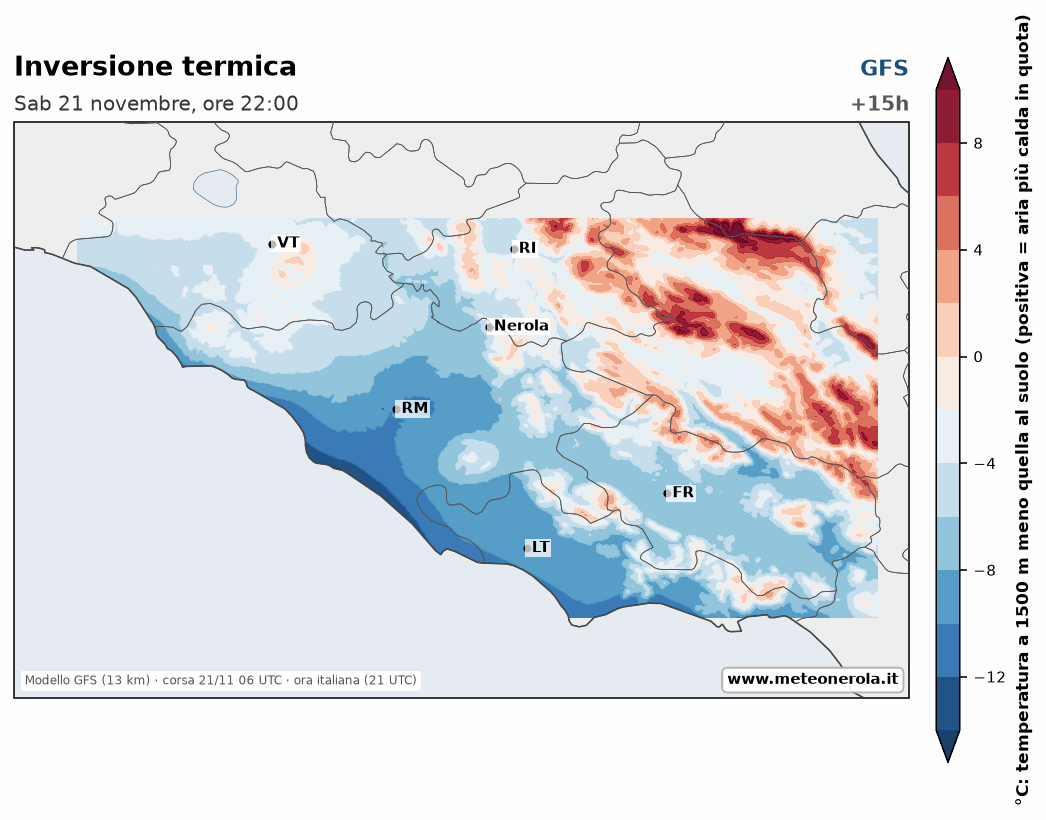 Inversione termica
GFS
Sab 21 novembre, ore 22:00
+15h
VT
RI
Nerola
RM
FR
LT
Modello GFS (13 km) · corsa 21/11 06 UTC · ora italiana (21 UTC)
www.meteonerola.it
8
4
0
−4
−8
−12
°C: temperatura a 1500 m meno quella al suolo (positiva = aria più calda in quota)